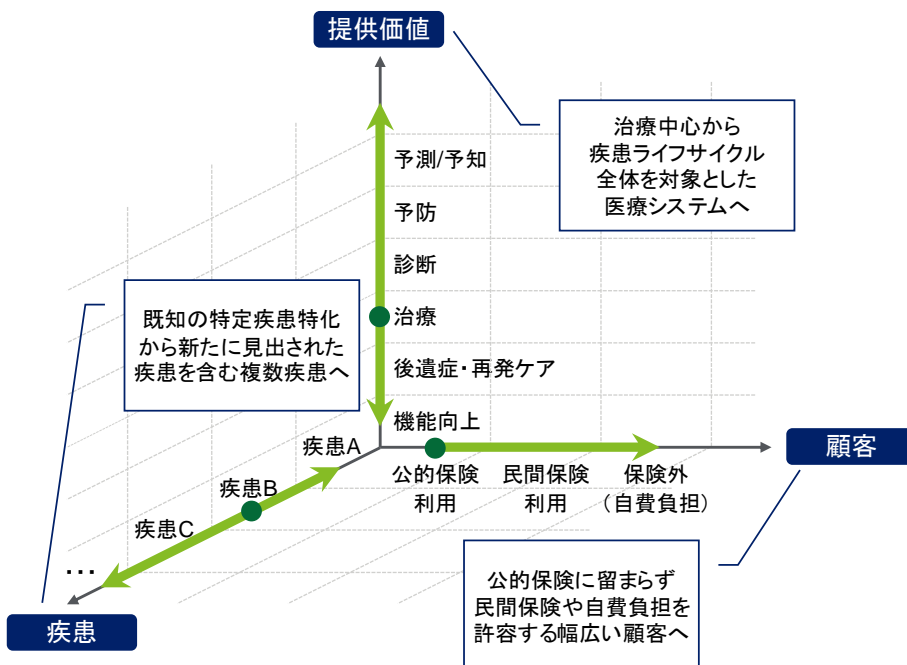 提供価値
治療中心から
疾患ライフサイクル
全体を対象とした
医療システムへ
予測/予知
予防
診断
治療
後遺症・再発ケア
機能向上
既知の特定疾患特化
から新たに見出された
疾患を含む複数疾患へ
疾患A
疾患B
疾患C
…
疾患
公的保険
利用
民間保険
利用
保険外
（自費負担）
顧客
公的保険に留まらず
民間保険や自費負担を
許容する幅広い顧客へ